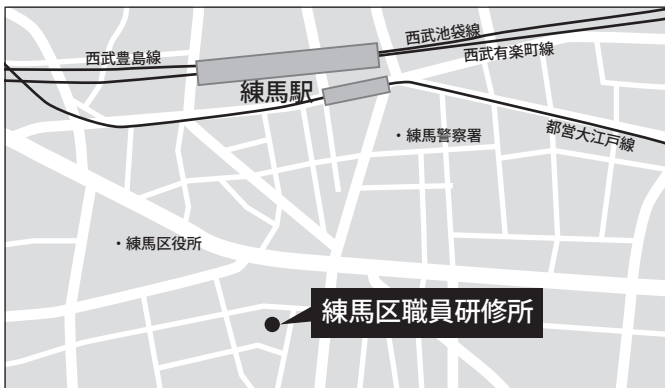 西武池袋線
西武豊島線
西武有楽町線
練馬駅
都営大江戸線
・練馬警察署
・練馬区役所
練馬区職員研修所